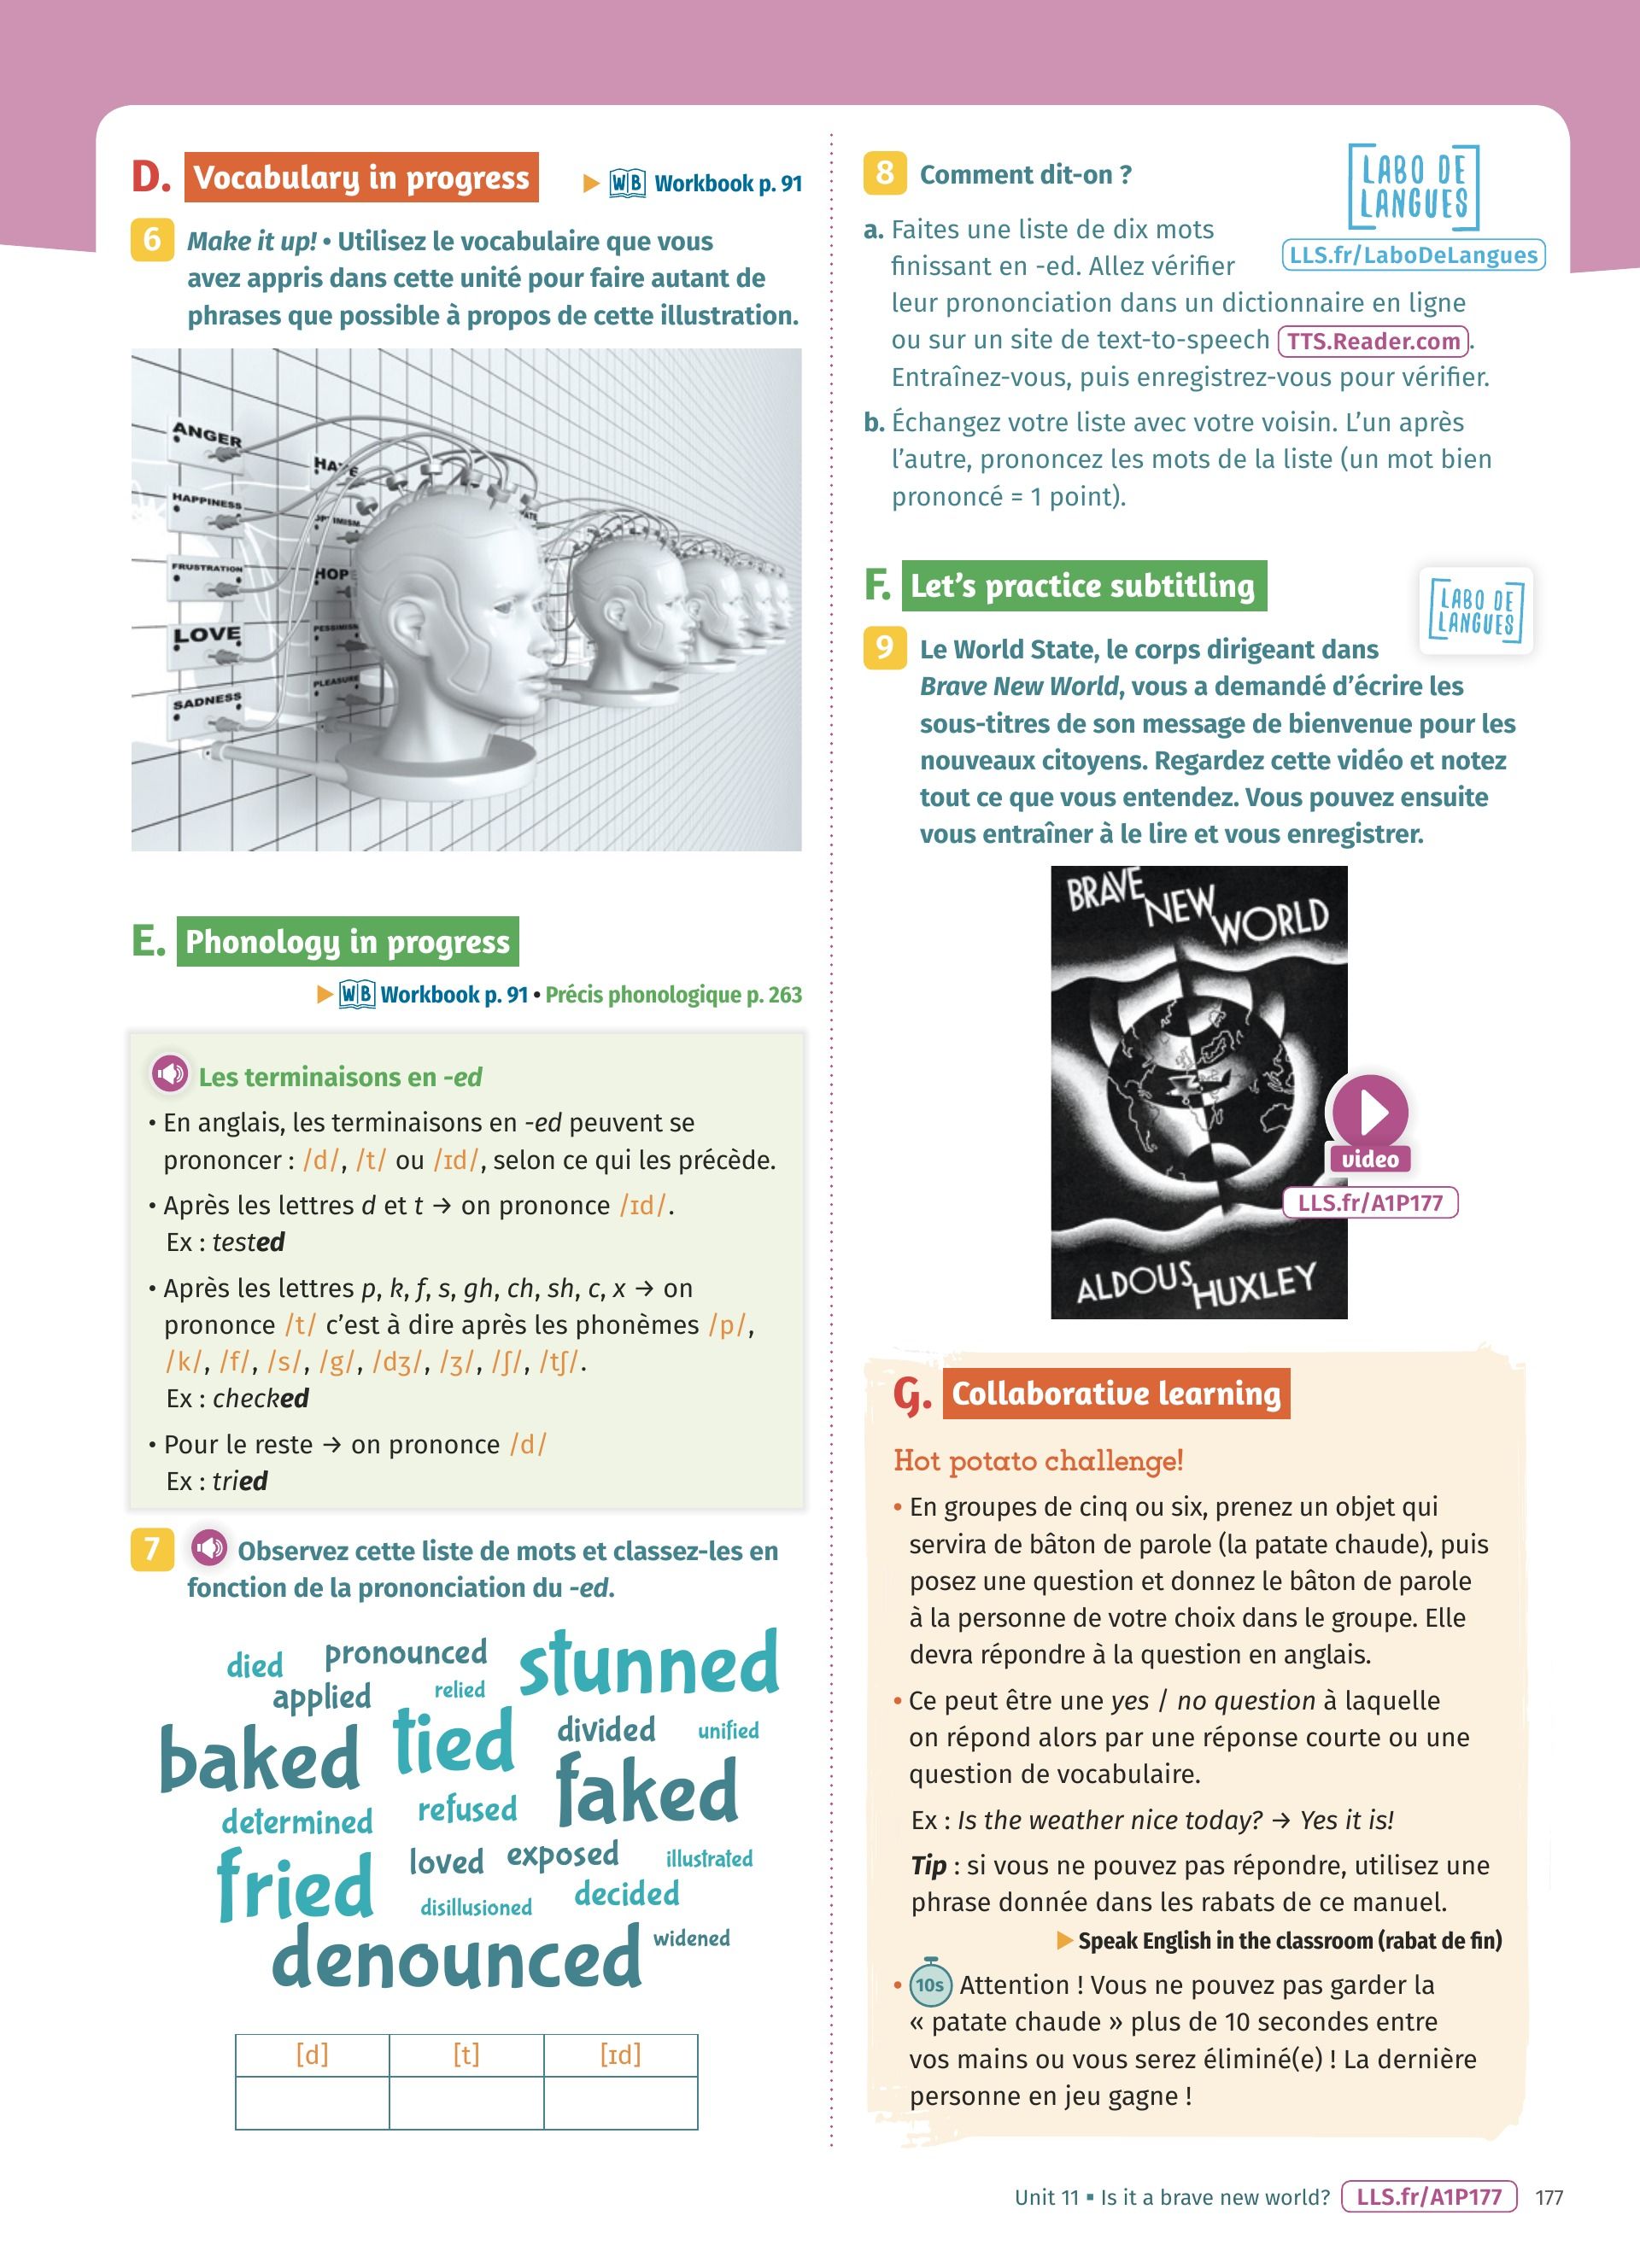 D. Vocabulary in progress
▶ WB Workbook p. 91
6 Make it up! • Utilisez le vocabulaire que vous
avez appris dans cette unité pour faire autant de
phrases que possible à propos de cette illustration.
ANGER
HATE
HAPPINESS
OPTIMISM
FRUSTRATION
HOPE
LOVE
PESSIMISM
PLEASURE
SADNESS
E. Phonology in progress
▶ WB Workbook p. 91 • Précis phonologique p. 263
Les terminaisons en -ed
• En anglais, les terminaisons en -ed peuvent se
prononcer : /d/, /t/ ou /ɪd/, selon ce qui les précède.
• Après les lettres d et t → on prononce /ɪd/.
Ex : tested
• Après les lettres p, k, f, s, gh, ch, sh, c, x → on
prononce /t/ c’est à dire après les phonèmes /p/,
/k/, /f/, /s/, /g/, /dʒ/, /ʒ/, /ʃ/, /tʃ/.
Ex : checked
• Pour le reste → on prononce /d/
Ex : tried
7 Observez cette liste de mots et classez-les en
fonction de la prononciation du -ed.
died pronounced stunned
applied relied
baked tied divided unified
faked
determined refused
fried loved exposed illustrated
disillusioned decided
denounced widened
[d] [t] [ɪd]
8 Comment dit-on ?
LABO DE
LANGUES
LLS.fr/LaboDeLangues
a. Faites une liste de dix mots
finissant en -ed. Allez vérifier
leur prononciation dans un dictionnaire en ligne
ou sur un site de text-to-speech TTS.Reader.com.
Entraînez-vous, puis enregistrez-vous pour vérifier.
b. Échangez votre liste avec votre voisin. L’un après
l’autre, prononcez les mots de la liste (un mot bien
prononcé = 1 point).
F. Let’s practice subtitling
LABO DE
LANGUES
9 Le World State, le corps dirigeant dans
Brave New World, vous a demandé d’écrire les
sous-titres de son message de bienvenue pour les
nouveaux citoyens. Regardez cette vidéo et notez
tout ce que vous entendez. Vous pouvez ensuite
vous entraîner à le lire et vous enregistrer.
BRAVE NEW WORLD
video
LLS.fr/A1P177
ALDOUS HUXLEY
G. Collaborative learning
Hot potato challenge!
• En groupes de cinq ou six, prenez un objet qui
servira de bâton de parole (la patate chaude), puis
posez une question et donnez le bâton de parole
à la personne de votre choix dans le groupe. Elle
devra répondre à la question en anglais.
• Ce peut être une yes / no question à laquelle
on répond alors par une réponse courte ou une
question de vocabulaire.
Ex : Is the weather nice today? → Yes it is!
Tip : si vous ne pouvez pas répondre, utilisez une
phrase donnée dans les rabats de ce manuel.
▶ Speak English in the classroom (rabat de fin)
• 10s Attention ! Vous ne pouvez pas garder la
« patate chaude » plus de 10 secondes entre
vos mains ou vous serez éliminé(e) ! La dernière
personne en jeu gagne !
Unit 11 ▪ Is it a brave new world? LLS.fr/A1P177 177